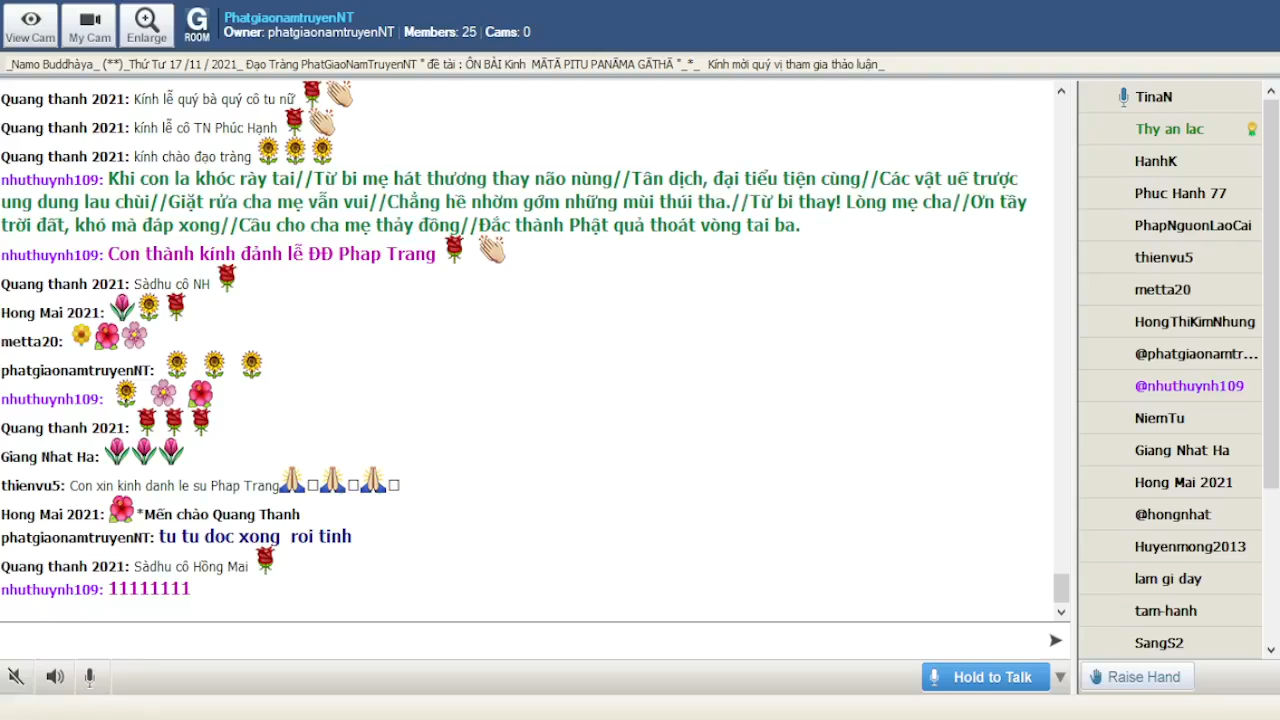 View Cam
My Cam
Enlarge
G
ROOM
PhatgiaonamtruyenNT
Owner: phatgiaonamtruyenNT | Members: 25 | Cams: 0
_Namo Buddhàya_ (**)_Thứ Tư 17 /11 / 2021_ Đạo Tràng PhatGiaoNamTruyenNT " đề tài : ÔN BÀI Kinh MÃTÃ PITU PANÃMA GÃTHÃ "_*_ Kính mời quý vị tham gia thảo luận_
Quang thanh 2021: Kính lễ quý bà quý cô tu nữ
Quang thanh 2021: kính lễ cô TN Phúc Hạnh
Quang thanh 2021: kính chào đạo tràng
nhuthuynh109: Khi con la khóc rày tai//Từ bi mẹ hát thương thay não nùng//Tân dịch, đại tiểu tiện cùng//Các vật uế trược
ung dung lau chùi//Giặt rửa cha mẹ vẫn vui//Chẳng hề nhờm gớm những mùi thúi tha.//Từ bi thay! Lòng mẹ cha//Ơn tầy
trời đất, khó mà đáp xong//Cầu cho cha mẹ thảy đồng//Đắc thành Phật quả thoát vòng tai ba.
nhuthuynh109: Con thành kính đảnh lễ ĐĐ Phap Trang
Quang thanh 2021: Sàdhu cô NH
Hong Mai 2021:
metta20:
phatgiaonamtruyenNT:
nhuthuynh109:
Quang thanh 2021:
Giang Nhat Ha:
thienvu5: Con xin kinh danh le su Phap Trang
Hong Mai 2021: *Mến chào Quang Thanh
phatgiaonamtruyenNT: tu tu doc xong roi tinh
Quang thanh 2021: Sàdhu cô Hồng Mai
nhuthuynh109: 11111111
Hold to Talk
TinaN
Thy an lac
HanhK
Phuc Hanh 77
PhapNguonLaoCai
thienvu5
metta20
HongThiKimNhung
@phatgiaonamtr...
@nhuthuynh109
NiemTu
Giang Nhat Ha
Hong Mai 2021
@hongnhat
Huyenmong2013
lam gi day
tam-hanh
SangS2
Raise Hand